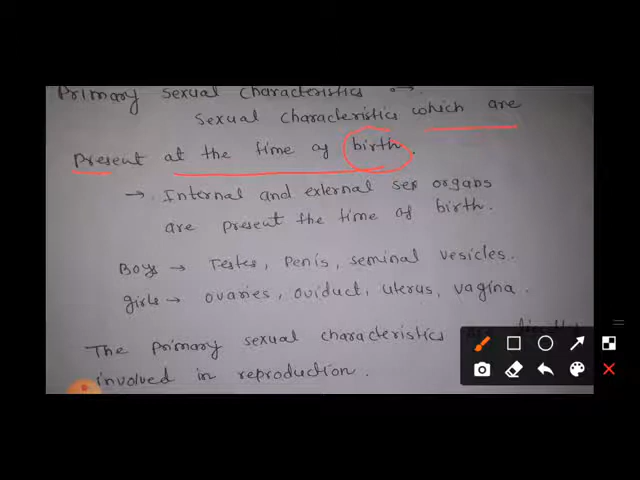 Primary sexual characteristics :→
sexual characteristics which are
Present at the time of birth.
→ Internal and external sex organs
are present the time of birth.
Boys → Testes, Penis, seminal vesicles.
girls → ovaries, oviduct, uterus, vagina.
The primary sexual characteristics
involved in reproduction.